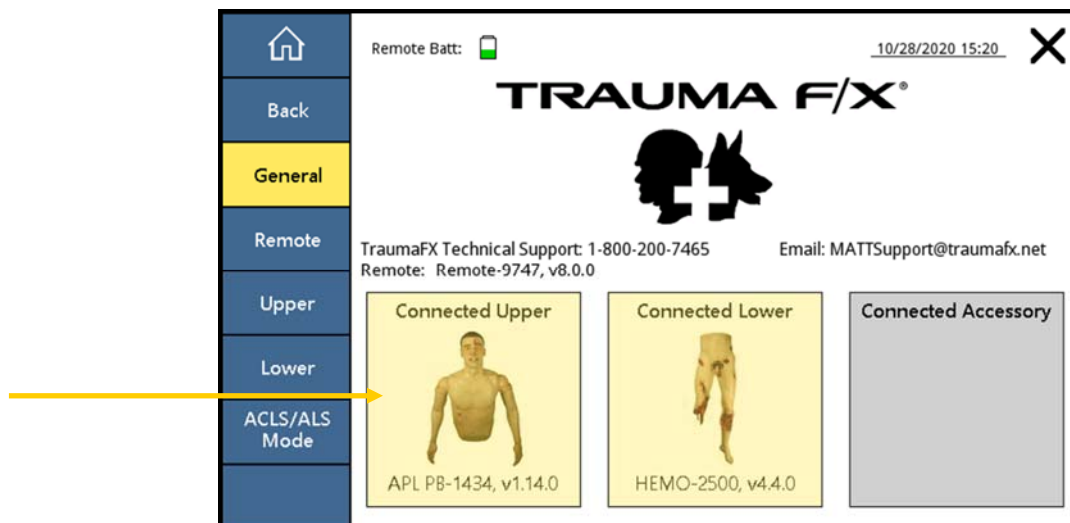 Remote Batt:
10/28/2020 15:20
TRAUMA F/X®
Back
General
Remote
Upper
Lower
ACLS/ALS
Mode
TraumaFX Technical Support: 1-800-200-7465 Email: MATTSupport@traumafx.net
Remote: Remote-9747, v8.0.0
Connected Upper
APL PB-1434, v1.14.0
Connected Lower
HEMO-2500, v4.4.0
Connected Accessory